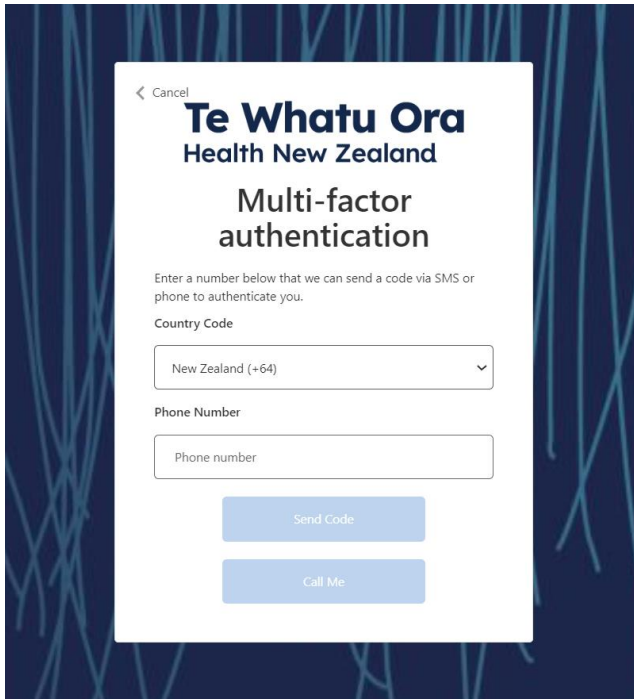 Cancel
Te Whatu Ora
Health New Zealand
Multi-factor
authentication
Enter a number below that we can send a code via SMS or
phone to authenticate you.
Country Code
New Zealand (+64)
Phone Number
Phone number
Send Code
Call Me